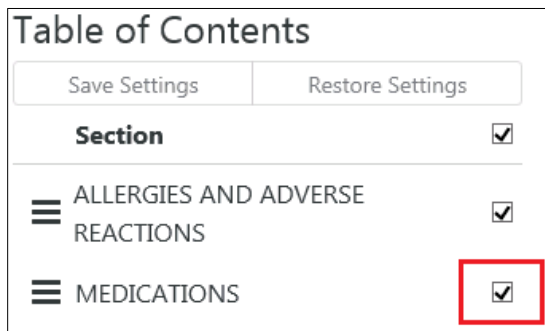 Table of Contents
Save Settings
Restore Settings
Section
ALLERGIES AND ADVERSE
REACTIONS
MEDICATIONS